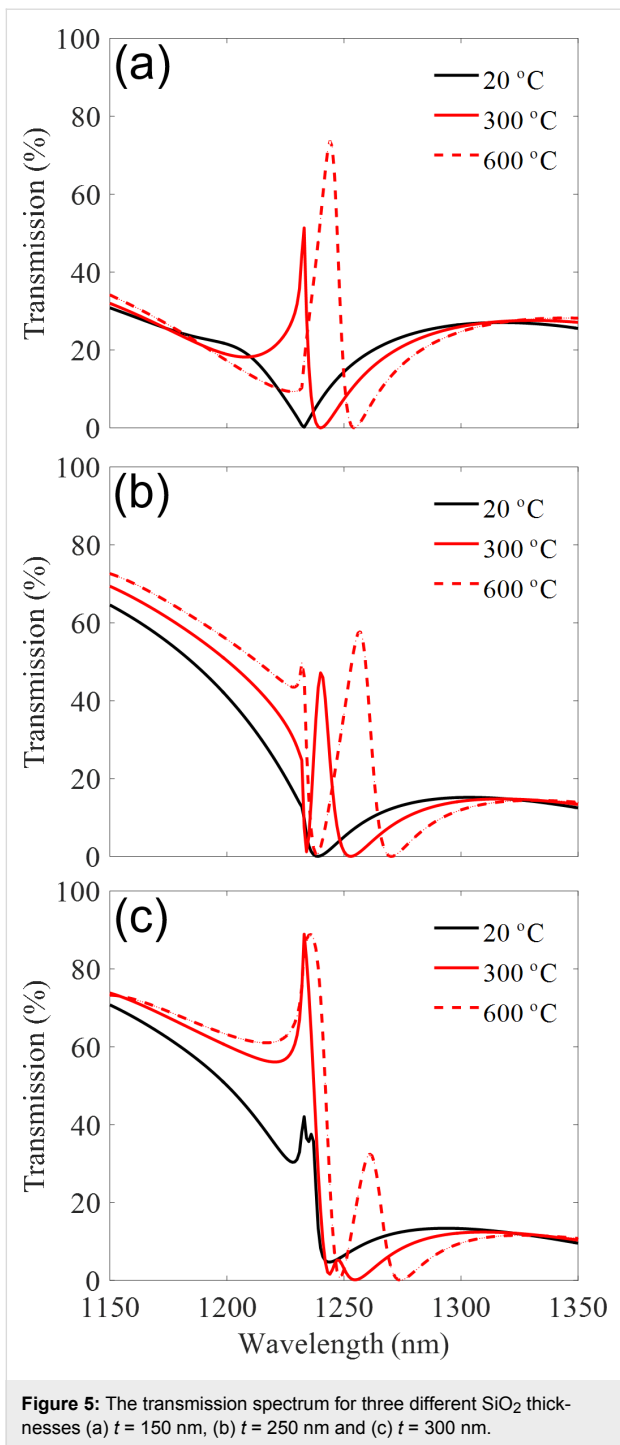 (a)
100
80
60
40
20
0
Transmission (%)
20 °C
300 °C
600 °C
(b)
100
80
60
40
20
0
Transmission (%)
20 °C
300 °C
600 °C
(c)
100
80
60
40
20
0
Transmission (%)
20 °C
300 °C
600 °C
1150 1200 1250 1300 1350
Wavelength (nm)
Figure 5: The transmission spectrum for three different SiO₂ thick-
nesses (a) t = 150 nm, (b) t = 250 nm and (c) t = 300 nm.